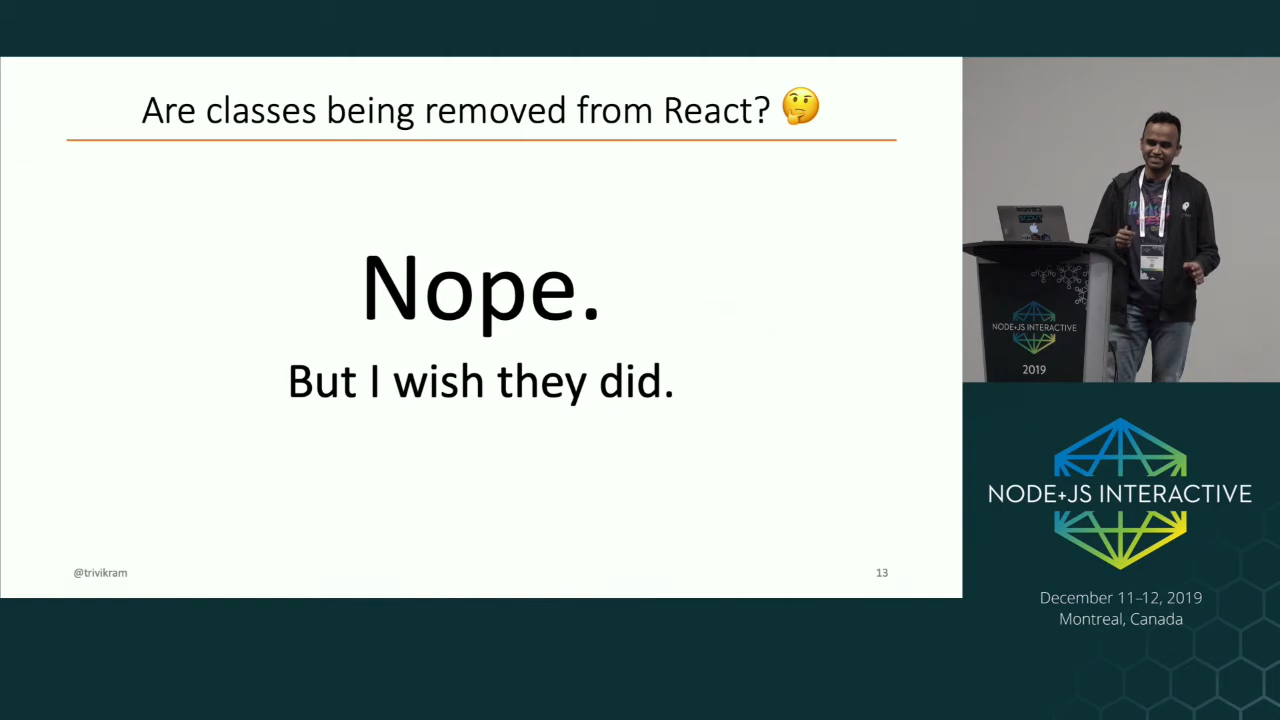 Are classes being removed from React? 🤔
Nope.
But I wish they did.
@trivikram
13
NODE+JS INTERACTIVE
2019
NODE+JS INTERACTIVE
December 11–12, 2019
Montreal, Canada